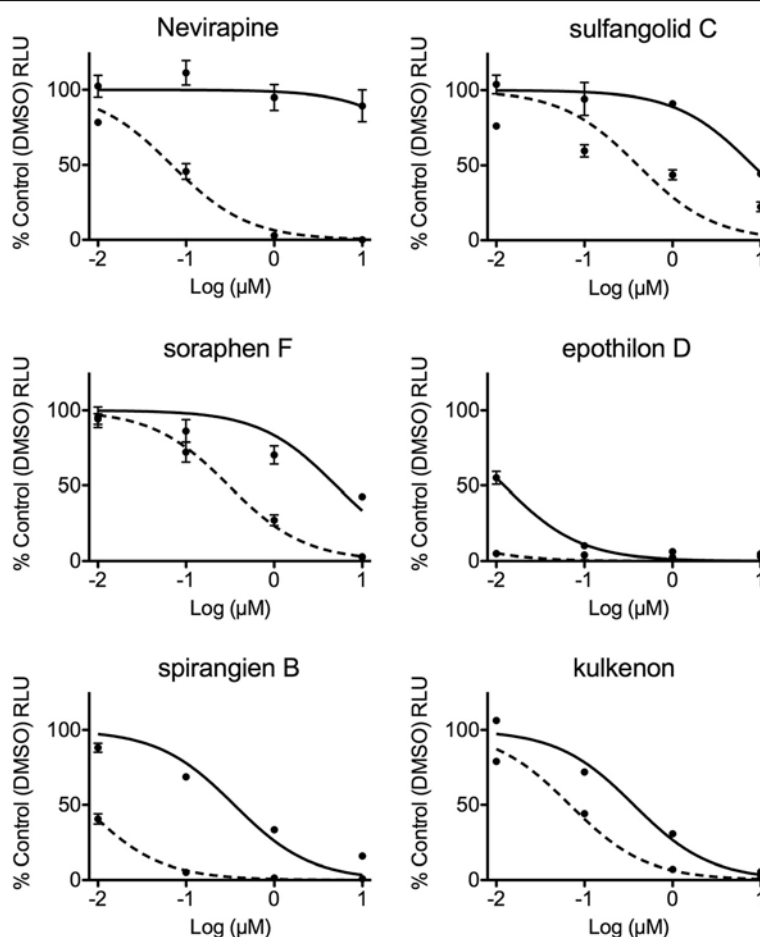 Nevirapine
% Control (DMSO) RLU
100
50
0
-2 -1 0 1
Log (µM)
sulfangolid C
% Control (DMSO) RLU
100
50
0
-2 -1 0 1
Log (µM)
soraphen F
% Control (DMSO) RLU
100
50
0
-2 -1 0 1
Log (µM)
epothilon D
% Control (DMSO) RLU
100
50
0
-2 -1 0 1
Log (µM)
spirangien B
% Control (DMSO) RLU
100
50
0
-2 -1 0 1
Log (µM)
kulkenon
% Control (DMSO) RLU
100
50
0
-2 -1 0 1
Log (µM)